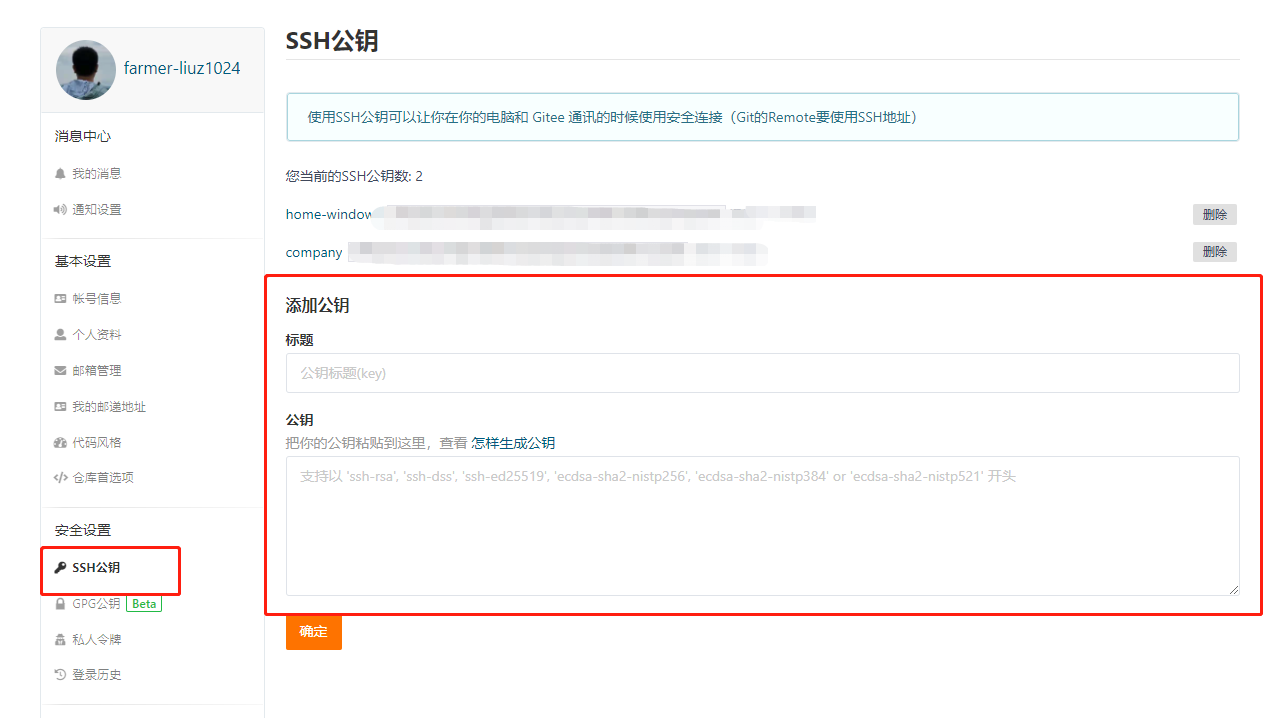 farmer-liuz1024
消息中心
我的消息
通知设置
基本设置
帐号信息
个人资料
邮箱管理
我的邮递地址
代码风格
仓库首选项
安全设置
SSH公钥
GPG公钥 Beta
私人令牌
登录历史
SSH公钥
使用SSH公钥可以让你在你的电脑和 Gitee 通讯的时候使用安全连接（Git的Remote要使用SSH地址）
您当前的SSH公钥数: 2
home-window
删除
company
删除
添加公钥
标题
公钥标题(key)
公钥
把你的公钥粘贴到这里，查看 怎样生成公钥
支持以 'ssh-rsa', 'ssh-dss', 'ssh-ed25519', 'ecdsa-sha2-nistp256', 'ecdsa-sha2-nistp384' or 'ecdsa-sha2-nistp521' 开头
确定